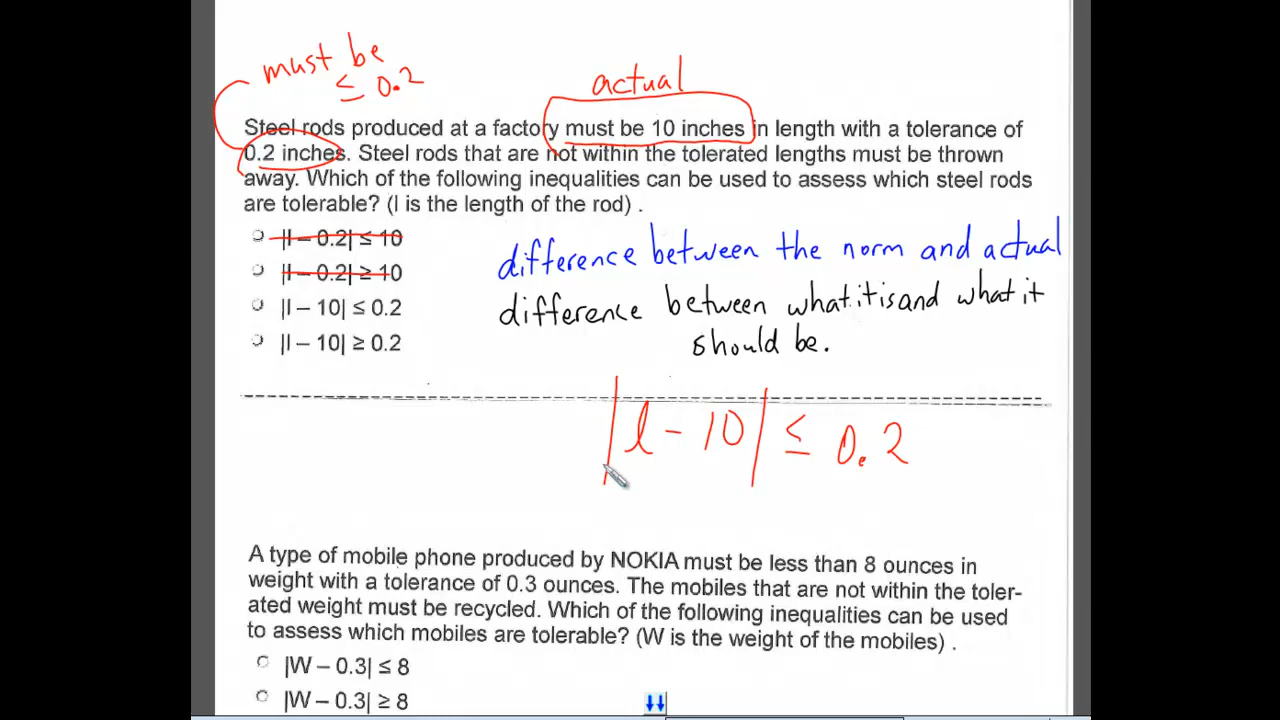 must be
≤ 0.2
actual
Steel rods produced at a factory must be 10 inches in length with a tolerance of
0.2 inches. Steel rods that are not within the tolerated lengths must be thrown
away. Which of the following inequalities can be used to assess which steel rods
are tolerable? (l is the length of the rod) .
|l – 0.2| ≤ 10
|l – 0.2| ≥ 10
|l – 10| ≤ 0.2
|l – 10| ≥ 0.2
difference between the norm and actual
difference between what it is and what it
should be.
|l - 10| ≤ 0.2
A type of mobile phone produced by NOKIA must be less than 8 ounces in
weight with a tolerance of 0.3 ounces. The mobiles that are not within the toler-
ated weight must be recycled. Which of the following inequalities can be used
to assess which mobiles are tolerable? (W is the weight of the mobiles) .
|W – 0.3| ≤ 8
|W – 0.3| ≥ 8